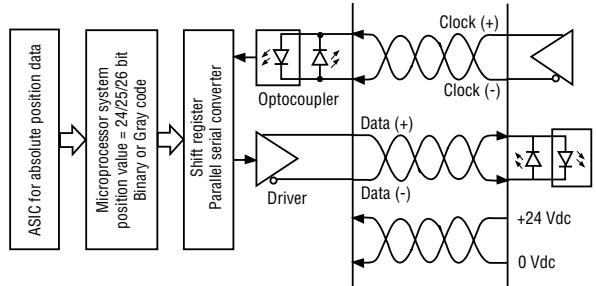 ASIC for absolute position data
Microprocessor system
position value = 24/25/26 bit
Binary or Gray code
Shift register
Parallel serial converter
Optocoupler
Driver
Clock (+)
Clock (-)
Data (+)
Data (-)
+24 Vdc
0 Vdc